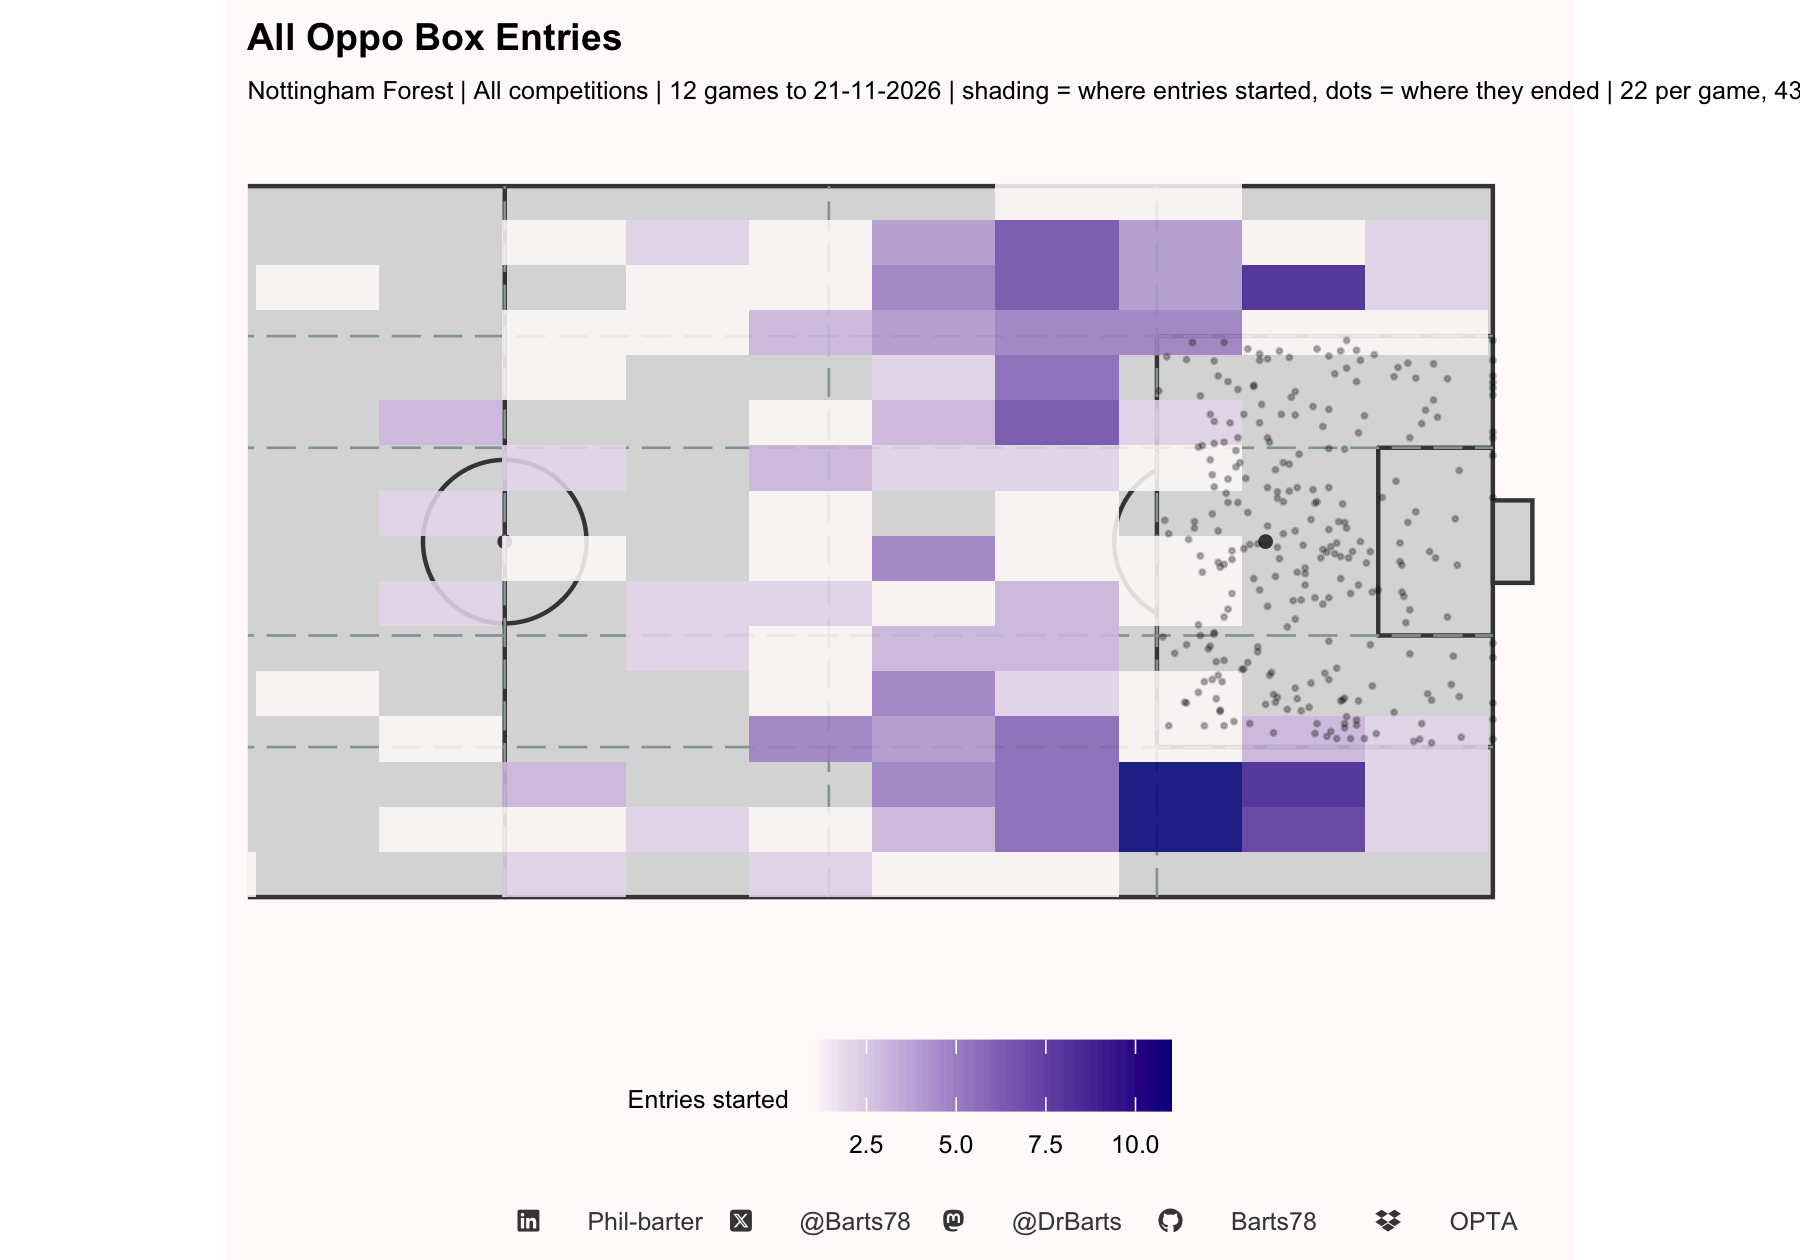 All Oppo Box Entries
Nottingham Forest | All competitions | 12 games to 21-11-2026 | shading = where entries started, dots = where they ended | 22 per game, 43
Entries started
2.5 5.0 7.5 10.0
Phil-barter @Barts78 @DrBarts Barts78 OPTA